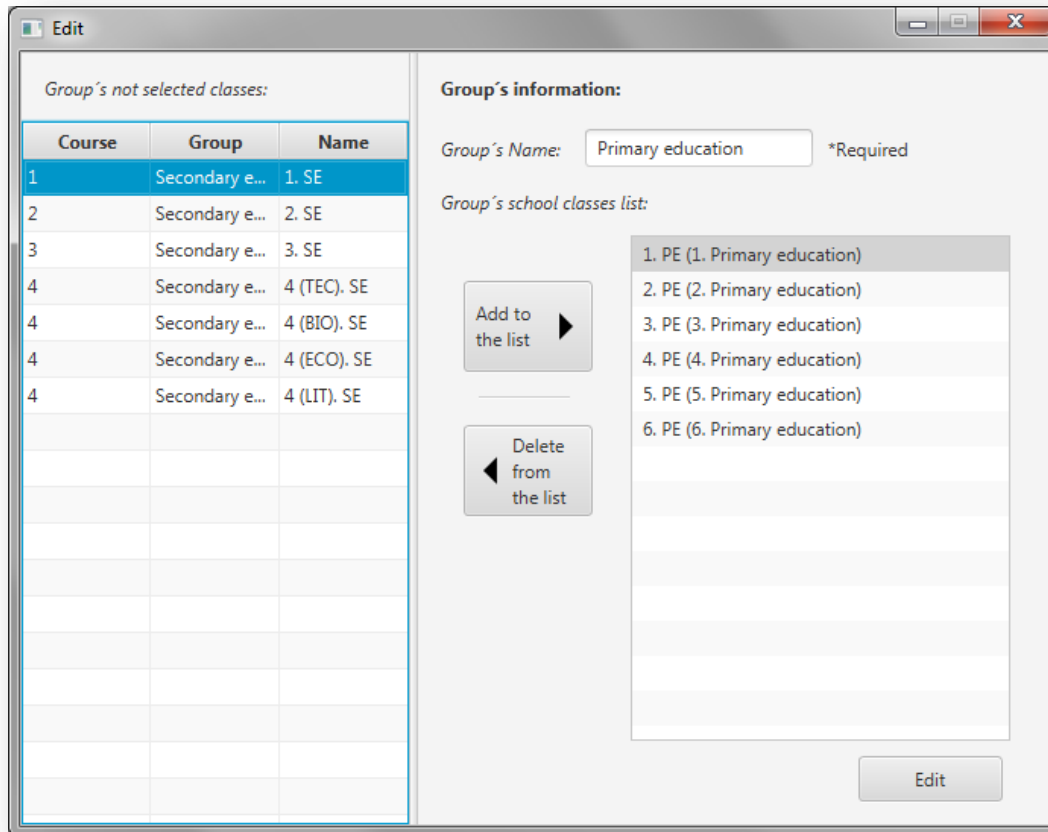 Edit
Group´s not selected classes:
Course Group Name
1 Secondary e... 1. SE
2 Secondary e... 2. SE
3 Secondary e... 3. SE
4 Secondary e... 4 (TEC). SE
4 Secondary e... 4 (BIO). SE
4 Secondary e... 4 (ECO). SE
4 Secondary e... 4 (LIT). SE
Group´s information:
Group´s Name: Primary education *Required
Group´s school classes list:
Add to
the list
Delete
from
the list
1. PE (1. Primary education)
2. PE (2. Primary education)
3. PE (3. Primary education)
4. PE (4. Primary education)
5. PE (5. Primary education)
6. PE (6. Primary education)
Edit